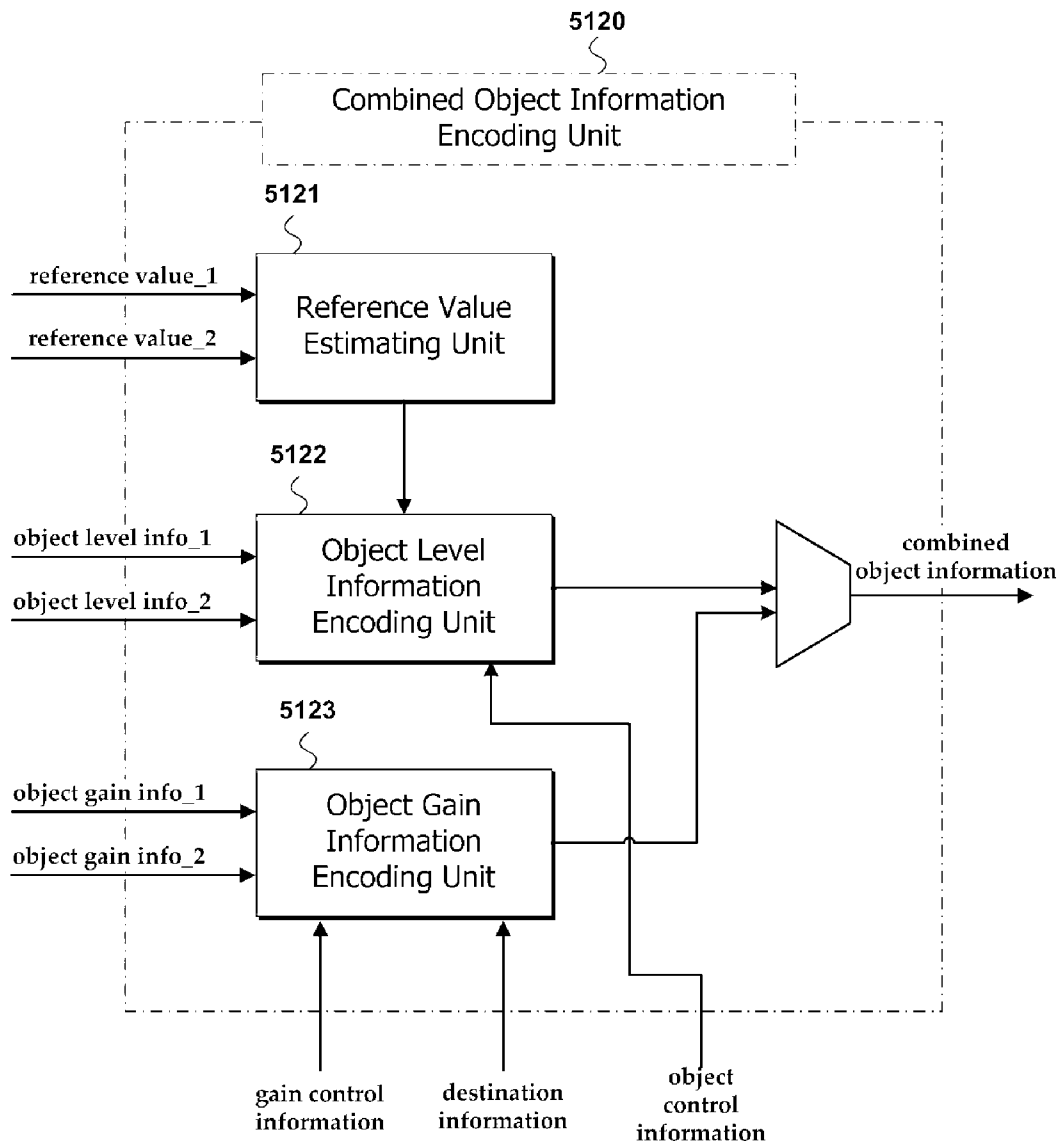 5120
Combined Object Information
Encoding Unit
5121
reference value_1
reference value_2
Reference Value
Estimating Unit
5122
object level info_1
object level info_2
Object Level
Information
Encoding Unit
combined
object information
5123
object gain info_1
object gain info_2
Object Gain
Information
Encoding Unit
gain control
information
destination
information
object
control
information